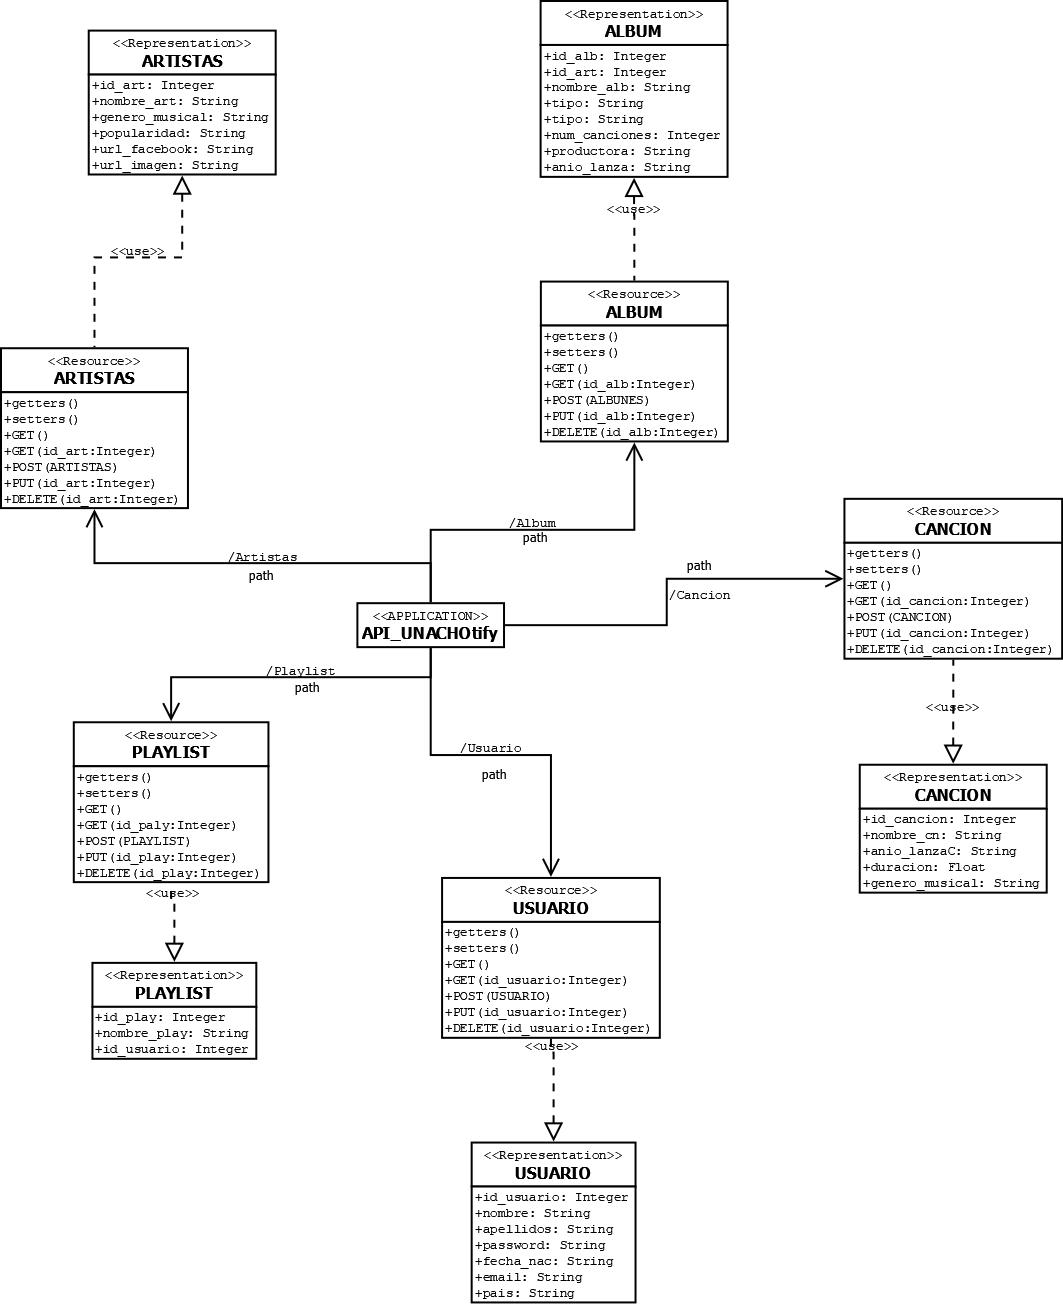 <<Representation>>
ARTISTAS
+id_art: Integer
+nombre_art: String
+genero_musical: String
+popularidad: String
+url_facebook: String
+url_imagen: String
<<use>>
<<Resource>>
ARTISTAS
+getters()
+setters()
+GET()
+GET(id_art:Integer)
+POST(ARTISTAS)
+PUT(id_art:Integer)
+DELETE(id_art:Integer)
<<Representation>>
ALBUM
+id_alb: Integer
+id_art: Integer
+nombre_alb: String
+tipo: String
+tipo: String
+num_canciones: Integer
+productora: String
+anio_lanza: String
<<use>>
<<Resource>>
ALBUM
+getters()
+setters()
+GET()
+GET(id_alb:Integer)
+POST(ALBUNES)
+PUT(id_alb:Integer)
+DELETE(id_alb:Integer)
/Album
path
/Artistas
path
<<APPLICATION>>
API_UNACHOtify
path
/Cancion
<<Resource>>
CANCION
+getters()
+setters()
+GET()
+GET(id_cancion:Integer)
+POST(CANCION)
+PUT(id_cancion:Integer)
+DELETE(id_cancion:Integer)
<<use>>
<<Representation>>
CANCION
+id_cancion: Integer
+nombre_cn: String
+anio_lanzaC: String
+duracion: Float
+genero_musical: String
/Playlist
path
<<Resource>>
PLAYLIST
+getters()
+setters()
+GET()
+GET(id_paly:Integer)
+POST(PLAYLIST)
+PUT(id_play:Integer)
+DELETE(id_play:Integer)
<<use>>
<<Representation>>
PLAYLIST
+id_play: Integer
+nombre_play: String
+id_usuario: Integer
/Usuario
path
<<Resource>>
USUARIO
+getters()
+setters()
+GET()
+GET(id_usuario:Integer)
+POST(USUARIO)
+PUT(id_usuario:Integer)
+DELETE(id_usuario:Integer)
<<use>>
<<Representation>>
USUARIO
+id_usuario: Integer
+nombre: String
+apellidos: String
+password: String
+fecha_nac: String
+email: String
+pais: String